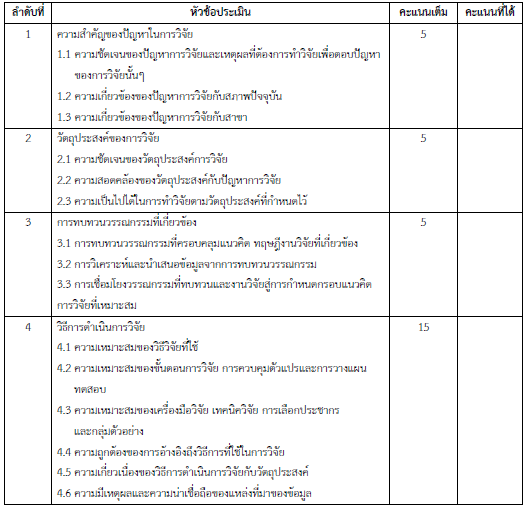 ลำดับที่ หัวข้อประเมิน คะแนนเต็ม คะแนนที่ได้
1 ความสำคัญของปัญหาในการวิจัย 5
1.1 ความชัดเจนของปัญหาการวิจัยและเหตุผลที่ต้องการทำวิจัยเพื่อตอบปัญหา
ของการวิจัยนั้นๆ
1.2 ความเกี่ยวข้องของปัญหาการวิจัยกับสภาพปัจจุบัน
1.3 ความเกี่ยวข้องของปัญหาการวิจัยกับสาขา
2 วัตถุประสงค์ของการวิจัย 5
2.1 ความชัดเจนของวัตถุประสงค์การวิจัย
2.2 ความสอดคล้องของวัตถุประสงค์กับปัญหาการวิจัย
2.3 ความเป็นไปได้ในการทำวิจัยตามวัตถุประสงค์ที่กำหนดไว้
3 การทบทวนวรรณกรรมที่เกี่ยวข้อง 5
3.1 การทบทวนวรรณกรรมที่ครอบคลุมแนวคิด ทฤษฎีงานวิจัยที่เกี่ยวข้อง
3.2 การวิเคราะห์และนำเสนอข้อมูลจากการทบทวนวรรณกรรม
3.3 การเชื่อมโยงวรรณกรรมที่ทบทวนและงานวิจัยสู่การกำหนดกรอบแนวคิด
การวิจัยที่เหมาะสม
4 วิธีการดำเนินการวิจัย 15
4.1 ความเหมาะสมของวิธีวิจัยที่ใช้
4.2 ความเหมาะสมของขั้นตอนการวิจัย การควบคุมตัวแปรและการวางแผน
ทดสอบ
4.3 ความเหมาะสมของเครื่องมือวิจัย เทคนิควิจัย การเลือกประชากร
และกลุ่มตัวอย่าง
4.4 ความถูกต้องของการอ้างอิงถึงวิธีการที่ใช้ในการวิจัย
4.5 ความเกี่ยวเนื่องของวิธีการดำเนินการวิจัยกับวัตถุประสงค์
4.6 ความมีเหตุผลและความน่าเชื่อถือของแหล่งที่มาของข้อมูล